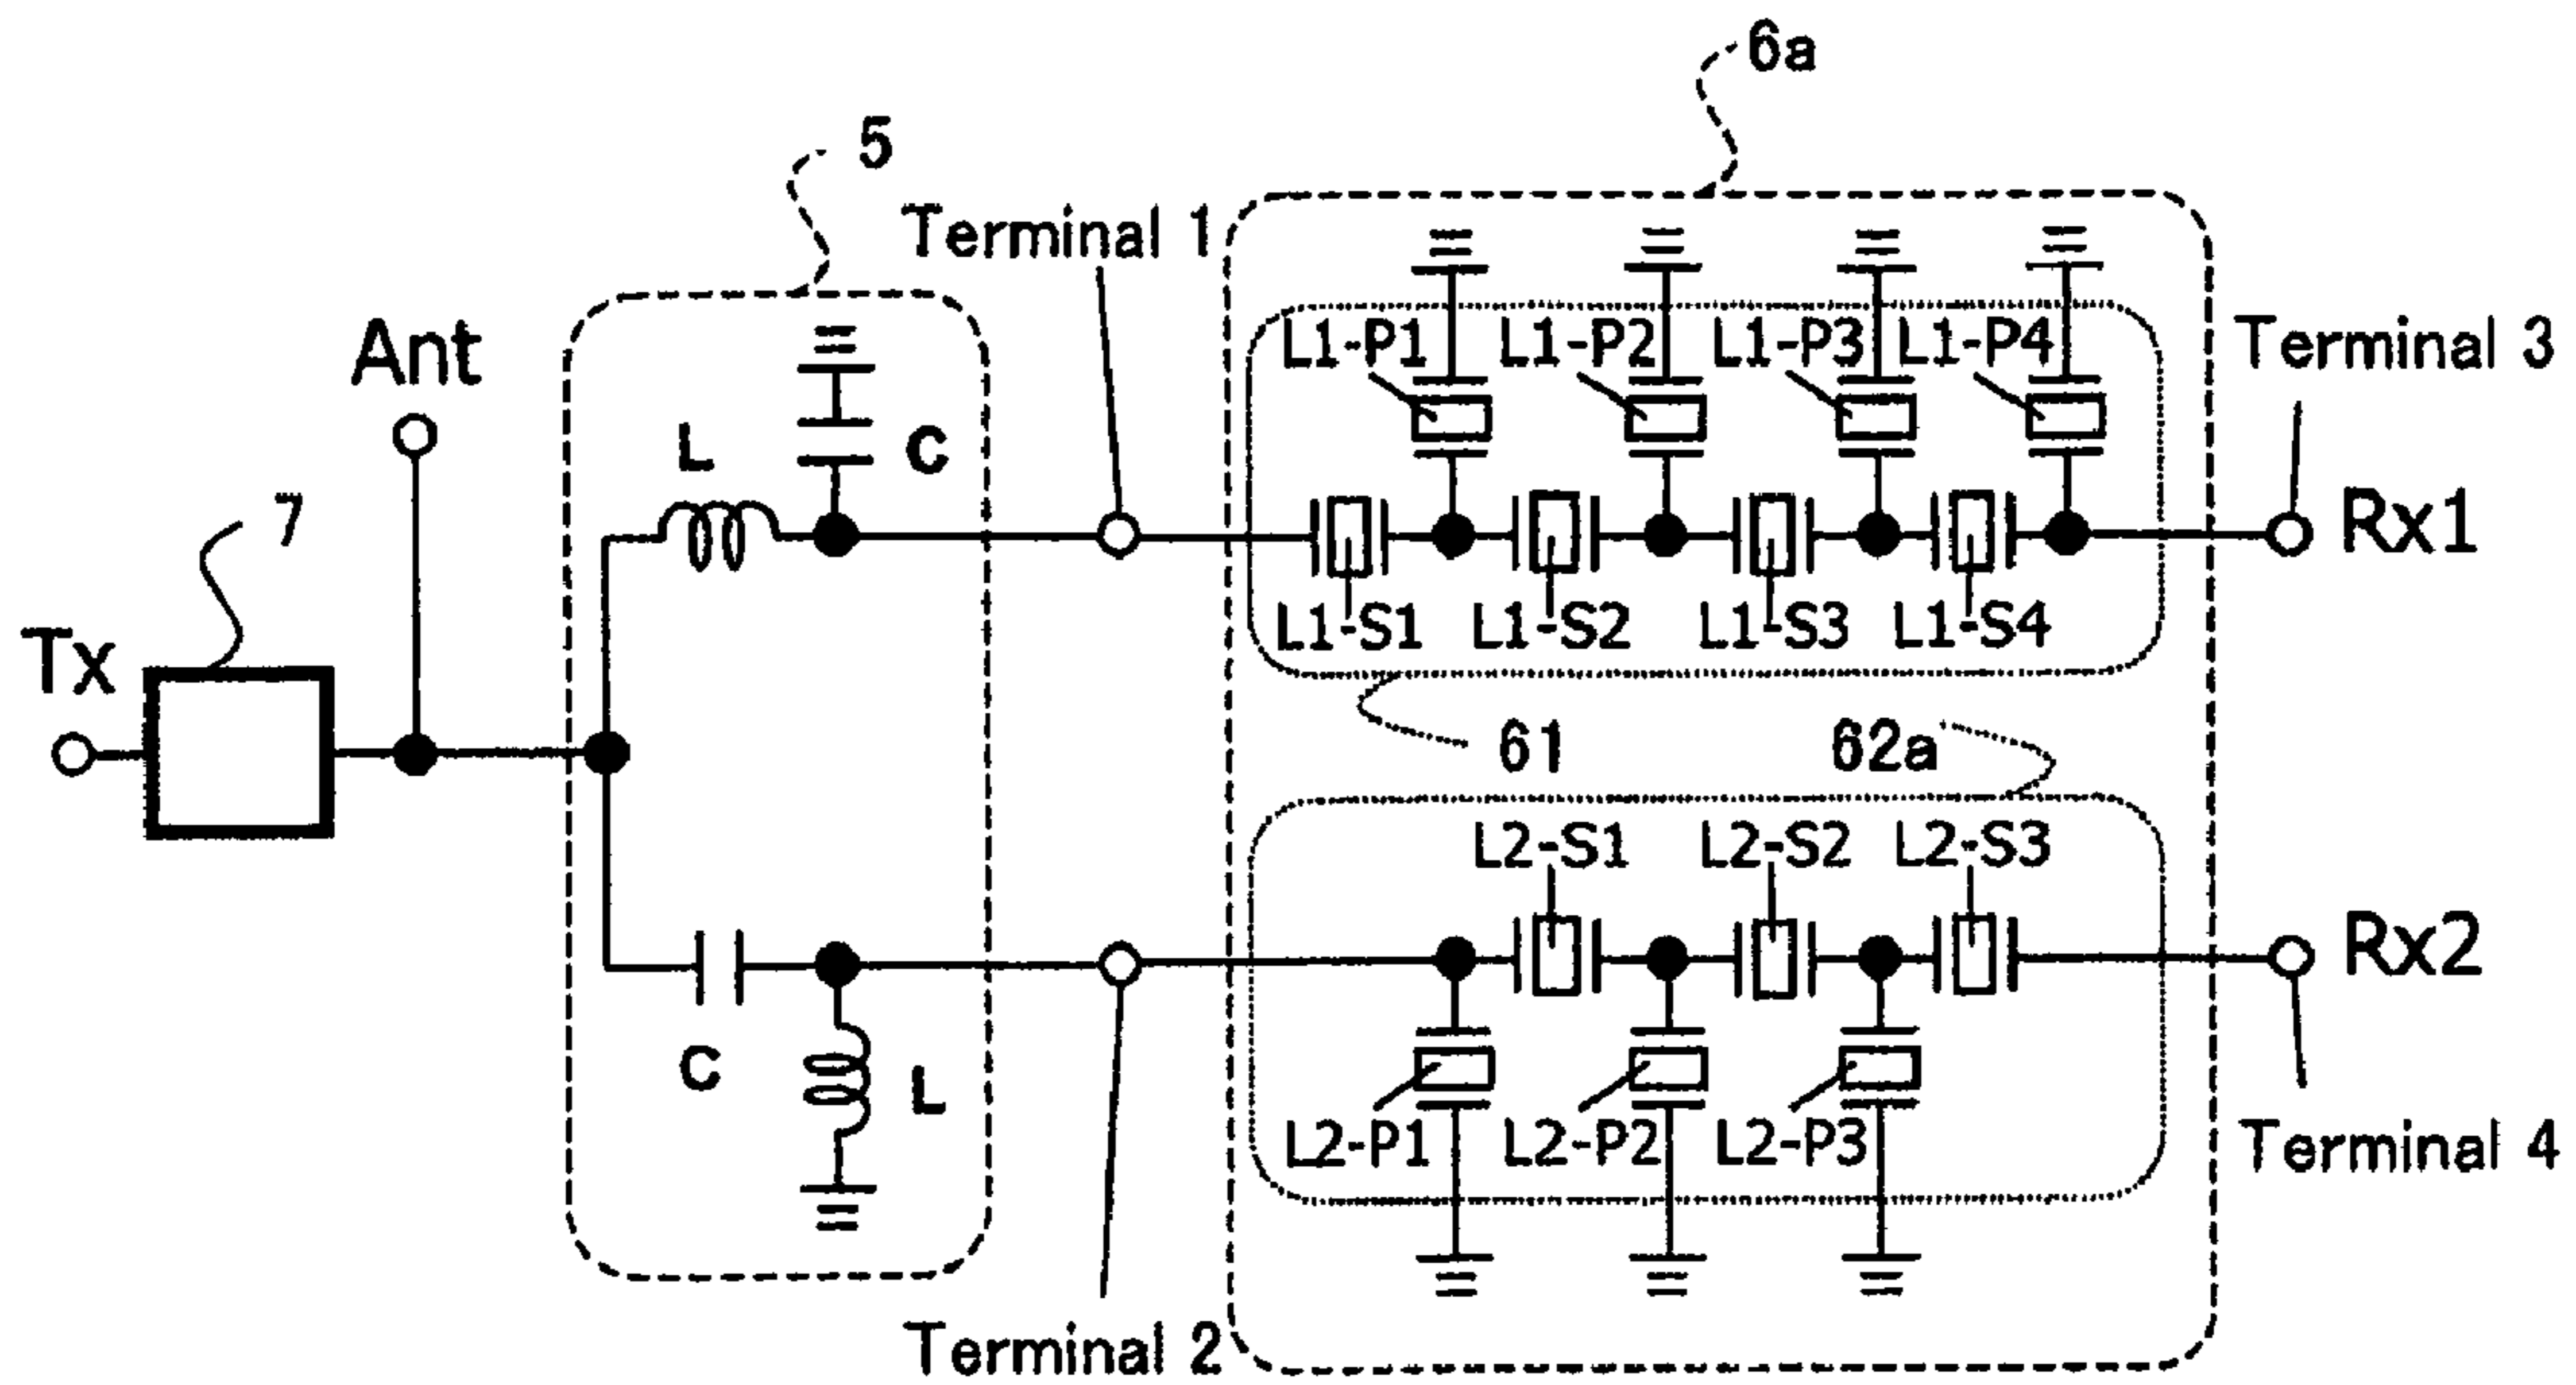 6a
5
Terminal 1
Ant
L1-P1 L1-P2 L1-P3 L1-P4
Terminal 3
L C
7
Rx1
Tx
L1-S1 L1-S2 L1-S3 L1-S4
61 62a
L2-S1 L2-S2 L2-S3
Rx2
C L
L2-P1 L2-P2 L2-P3
Terminal 4
Terminal 2